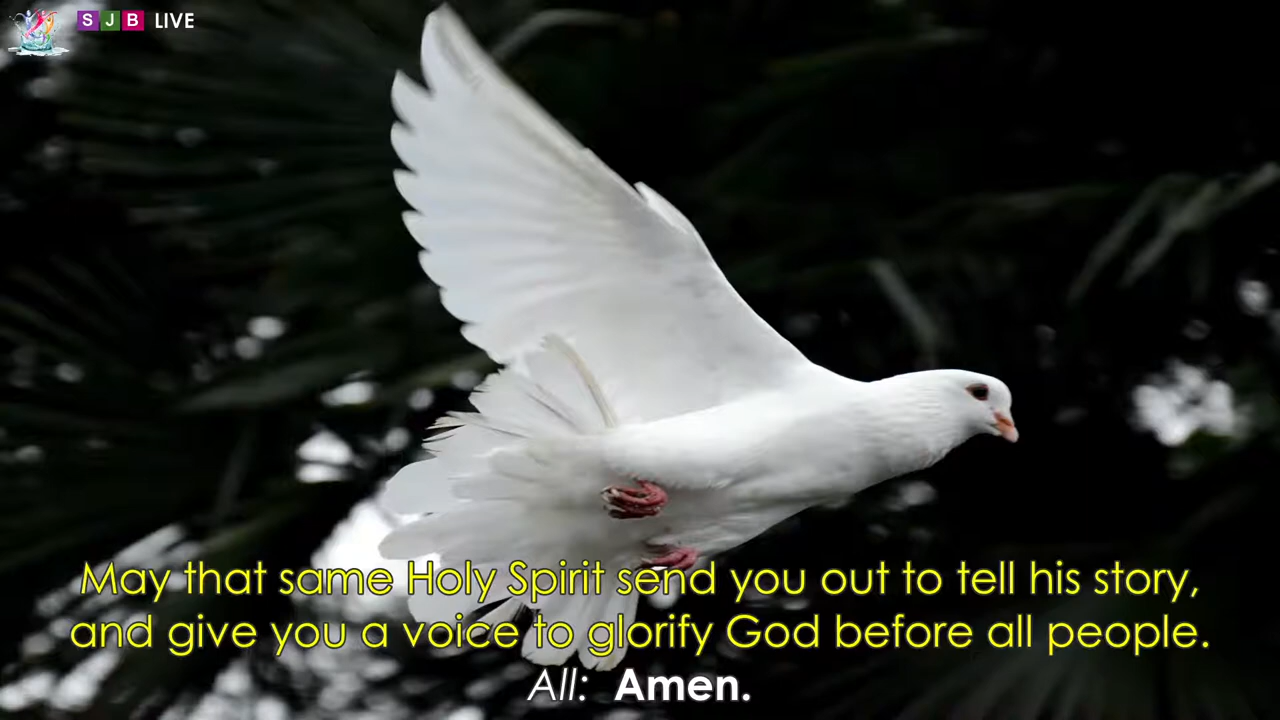 SJB LIVE
May that same Holy Spirit send you out to tell his story,
and give you a voice to glorify God before all people.
All: Amen.